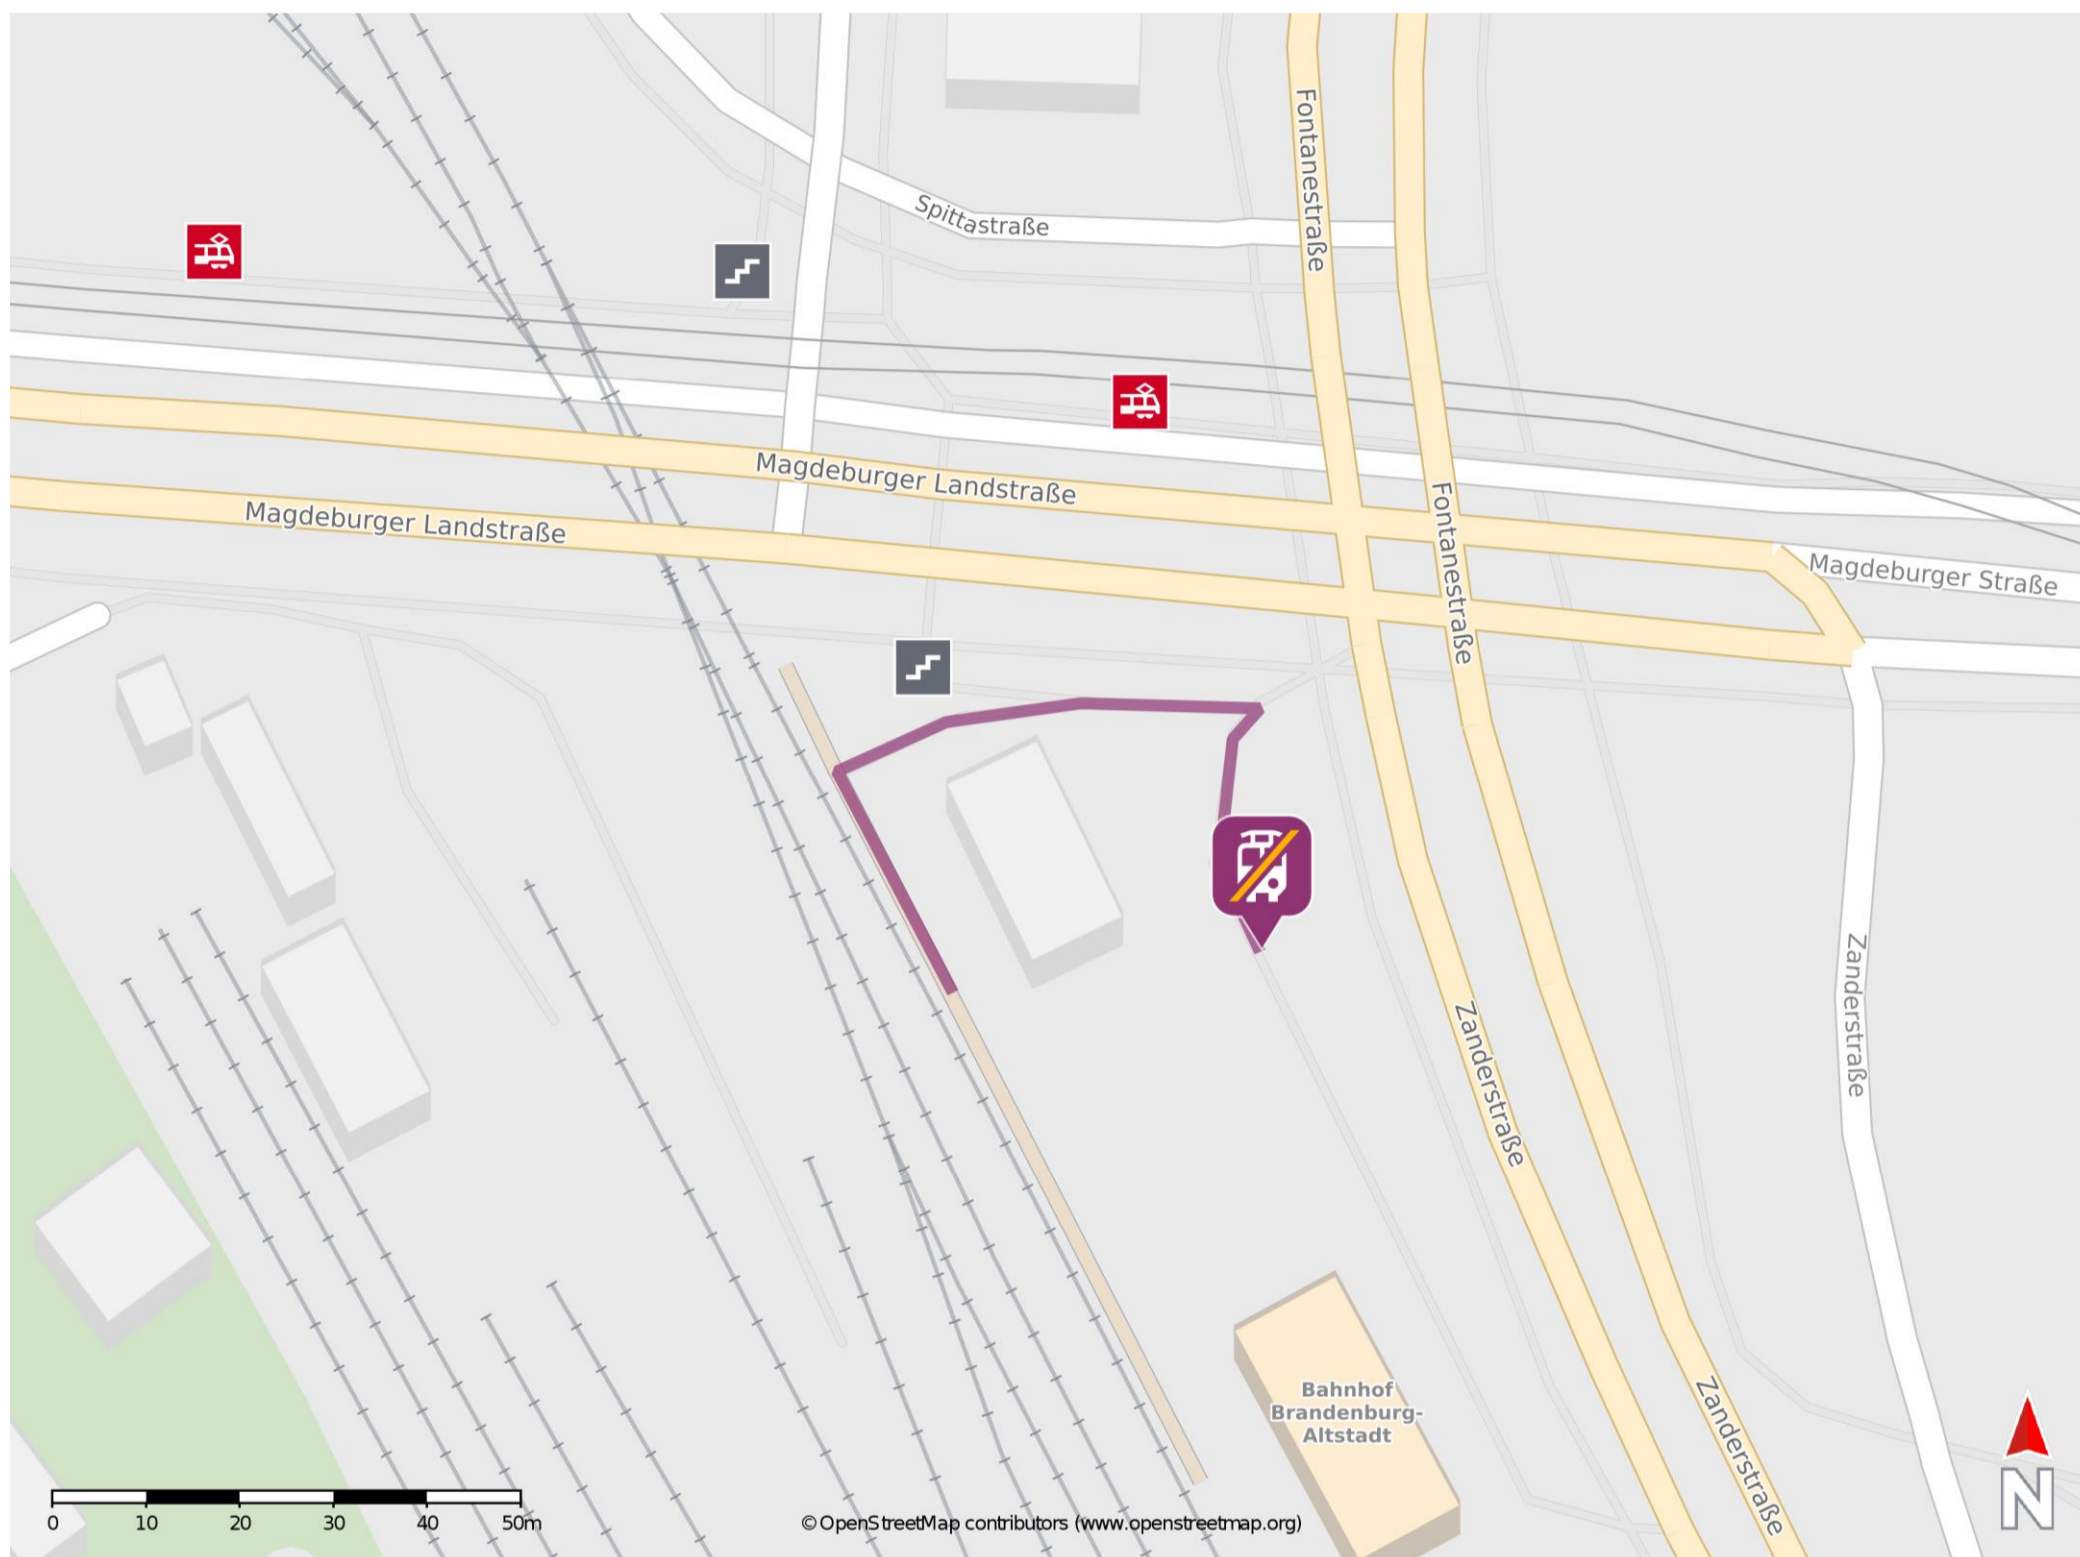 Fontanestraße
Spittastraße
Magdeburger Landstraße
Magdeburger Landstraße
Fontanestraße
Magdeburger Straße
Zanderstraße
Zanderstraße
Bahnhof
Brandenburg-
Altstadt
Zanderstraße
N
0 10 20 30 40 50m
© OpenStreetMap contributors (www.openstreetmap.org)